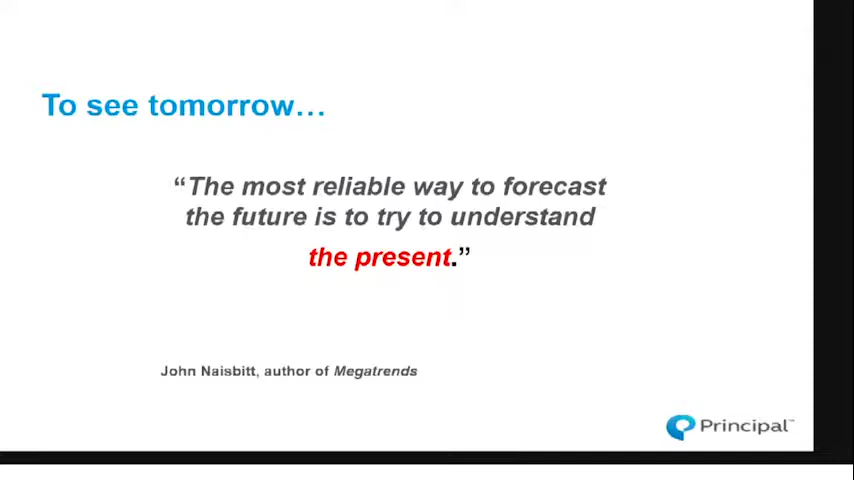 To see tomorrow…
“The most reliable way to forecast
the future is to try to understand
the present.”
John Naisbitt, author of Megatrends
Principal™